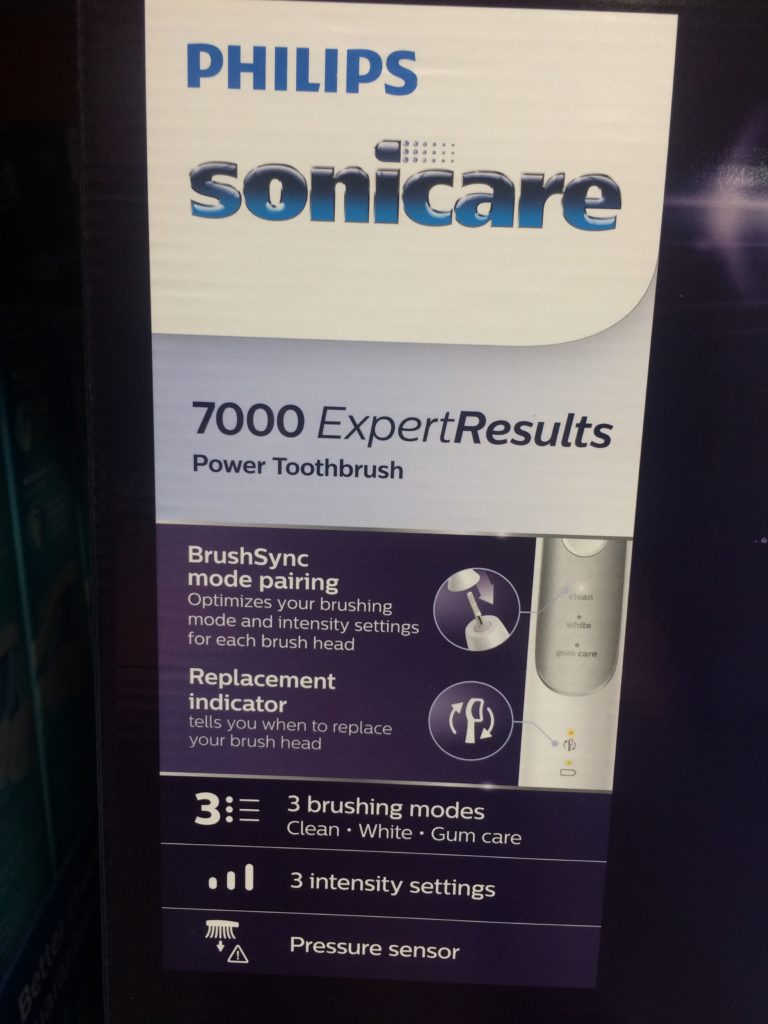 PHILIPS
sonicare
7000 ExpertResults
Power Toothbrush
BrushSync
mode pairing
Optimizes your brushing
mode and intensity settings
for each brush head
clean
white
gum care
Replacement
indicator
tells you when to replace
your brush head
3 3 brushing modes
Clean · White · Gum care
3 intensity settings
Pressure sensor
Better